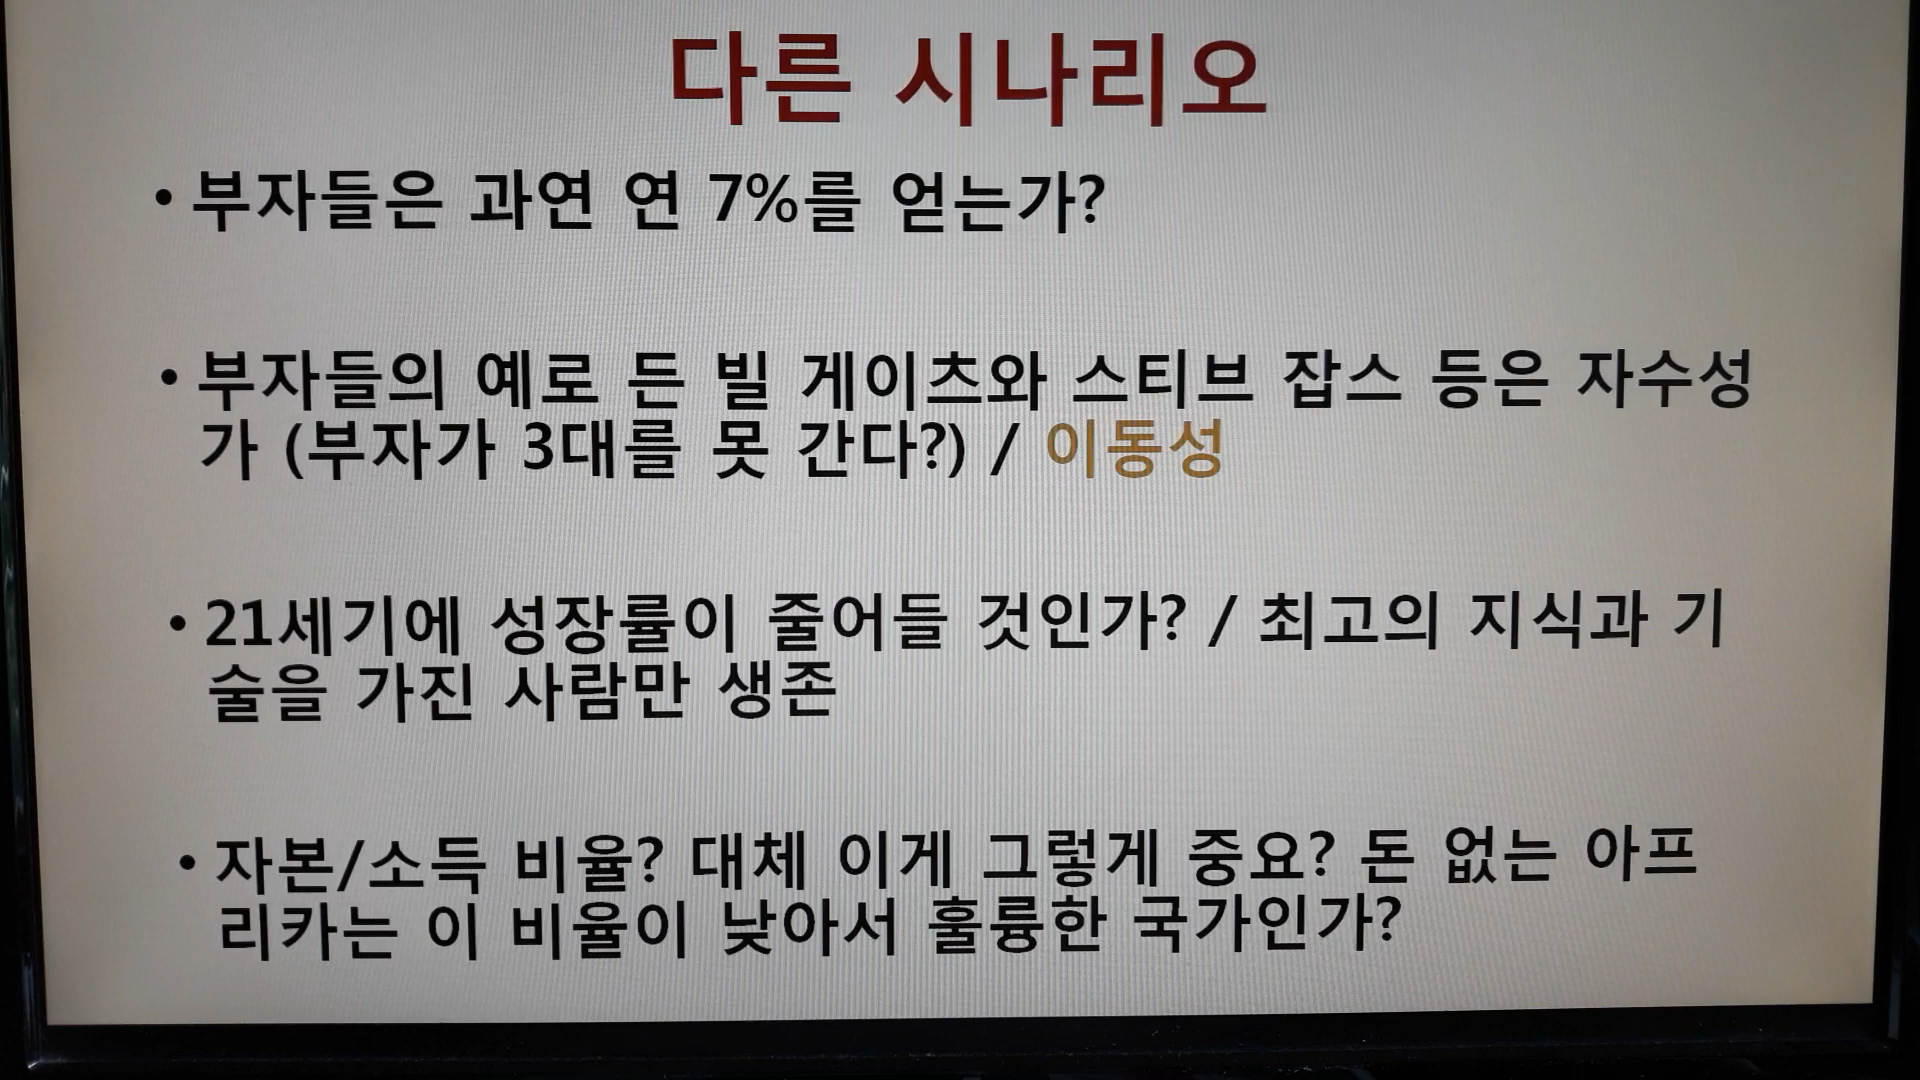 다른 시나리오
• 부자들은 과연 연 7%를 얻는가?
• 부자들의 예로 든 빌 게이츠와 스티브 잡스 등은 자수성
가 (부자가 3대를 못 간다?) / 이동성
• 21세기에 성장률이 줄어들 것인가? / 최고의 지식과 기
술을 가진 사람만 생존
• 자본/소득 비율? 대체 이게 그렇게 중요? 돈 없는 아프
리카는 이 비율이 낮아서 훌륭한 국가인가?